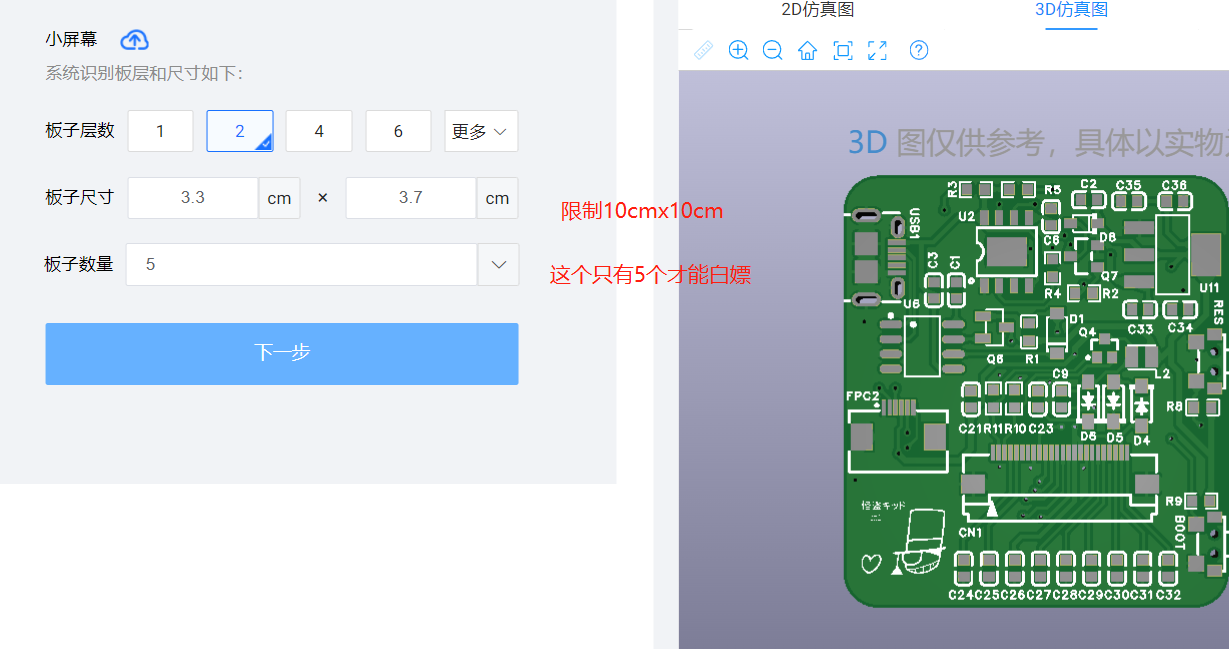 小屏幕
系统识别板层和尺寸如下:
板子层数 1 2 4 6 更多
板子尺寸 3.3 cm × 3.7 cm
限制10cmx10cm
板子数量 5
这个只有5个才能白嫖
下一步
2D仿真图 3D仿真图
3D 图仅供参考，具体以实物
R3 R5 C2 C35 C36
USB1 U2
C6 D8
C3 C1 Q7
R4 R2 U11
U6
D1 C33 C34 RES
Q4
Q8 R1
C9 L2
FPC2 R8
C21 R11 R10 C23
D6 D5 D4
怪盗キッド
R9
CN1 BOOT
C24 C25 C26 C27 C28 C29 C30 C31 C32